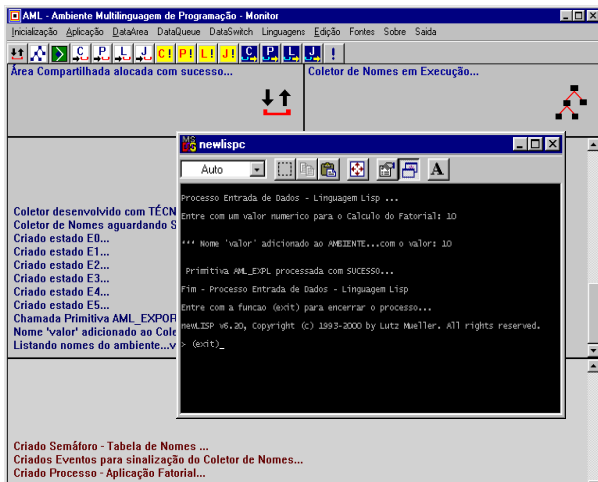 AML - Ambiente Multilinguagem de Programação - Monitor
Inicialização Aplicação DataArea DataQueue DataSwitch Linguagens Edição Fontes Sobre Saida
C P L J C! P! L! J! C P L J !
Área Compartilhada alocada com sucesso...
Coletor de Nomes em Execução...
newlispc
Auto
A
Processo Entrada de Dados - Linguagem Lisp ...
Entre com um valor numerico para o Calculo do Fatorial: 10
*** Nome 'valor' adicionado ao AMBIENTE...com o valor: 10
Primitiva AML_EXPL processada com SUCESSO...
Fim - Processo Entrada de Dados - Linguagem Lisp
Entre com a funcao (exit) para encerrar o processo...
newLISP v6.20, Copyright (c) 1993-2000 by Lutz Mueller. All rights reserved.
> (exit)_
Coletor desenvolvido com TÉCN
Coletor de Nomes aguardando S
Criado estado E0...
Criado estado E1...
Criado estado E2...
Criado estado E3...
Criado estado E4...
Criado estado E5...
Chamada Primitiva AML_EXPOR
Nome 'valor' adicionado ao Cole
Listando nomes do ambiente...v
Criado Semáforo - Tabela de Nomes ...
Criados Eventos para sinalização do Coletor de Nomes...
Criado Processo - Aplicação Fatorial...